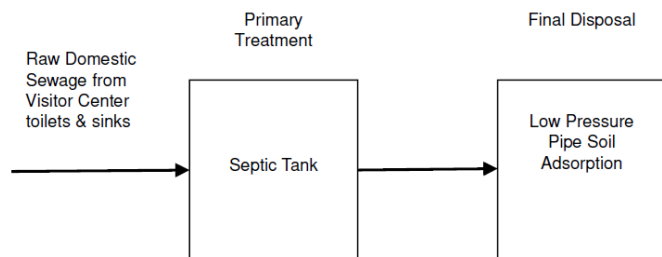 Primary
Treatment
Final Disposal
Raw Domestic
Sewage from
Visitor Center
toilets & sinks
Septic Tank
Low Pressure
Pipe Soil
Adsorption